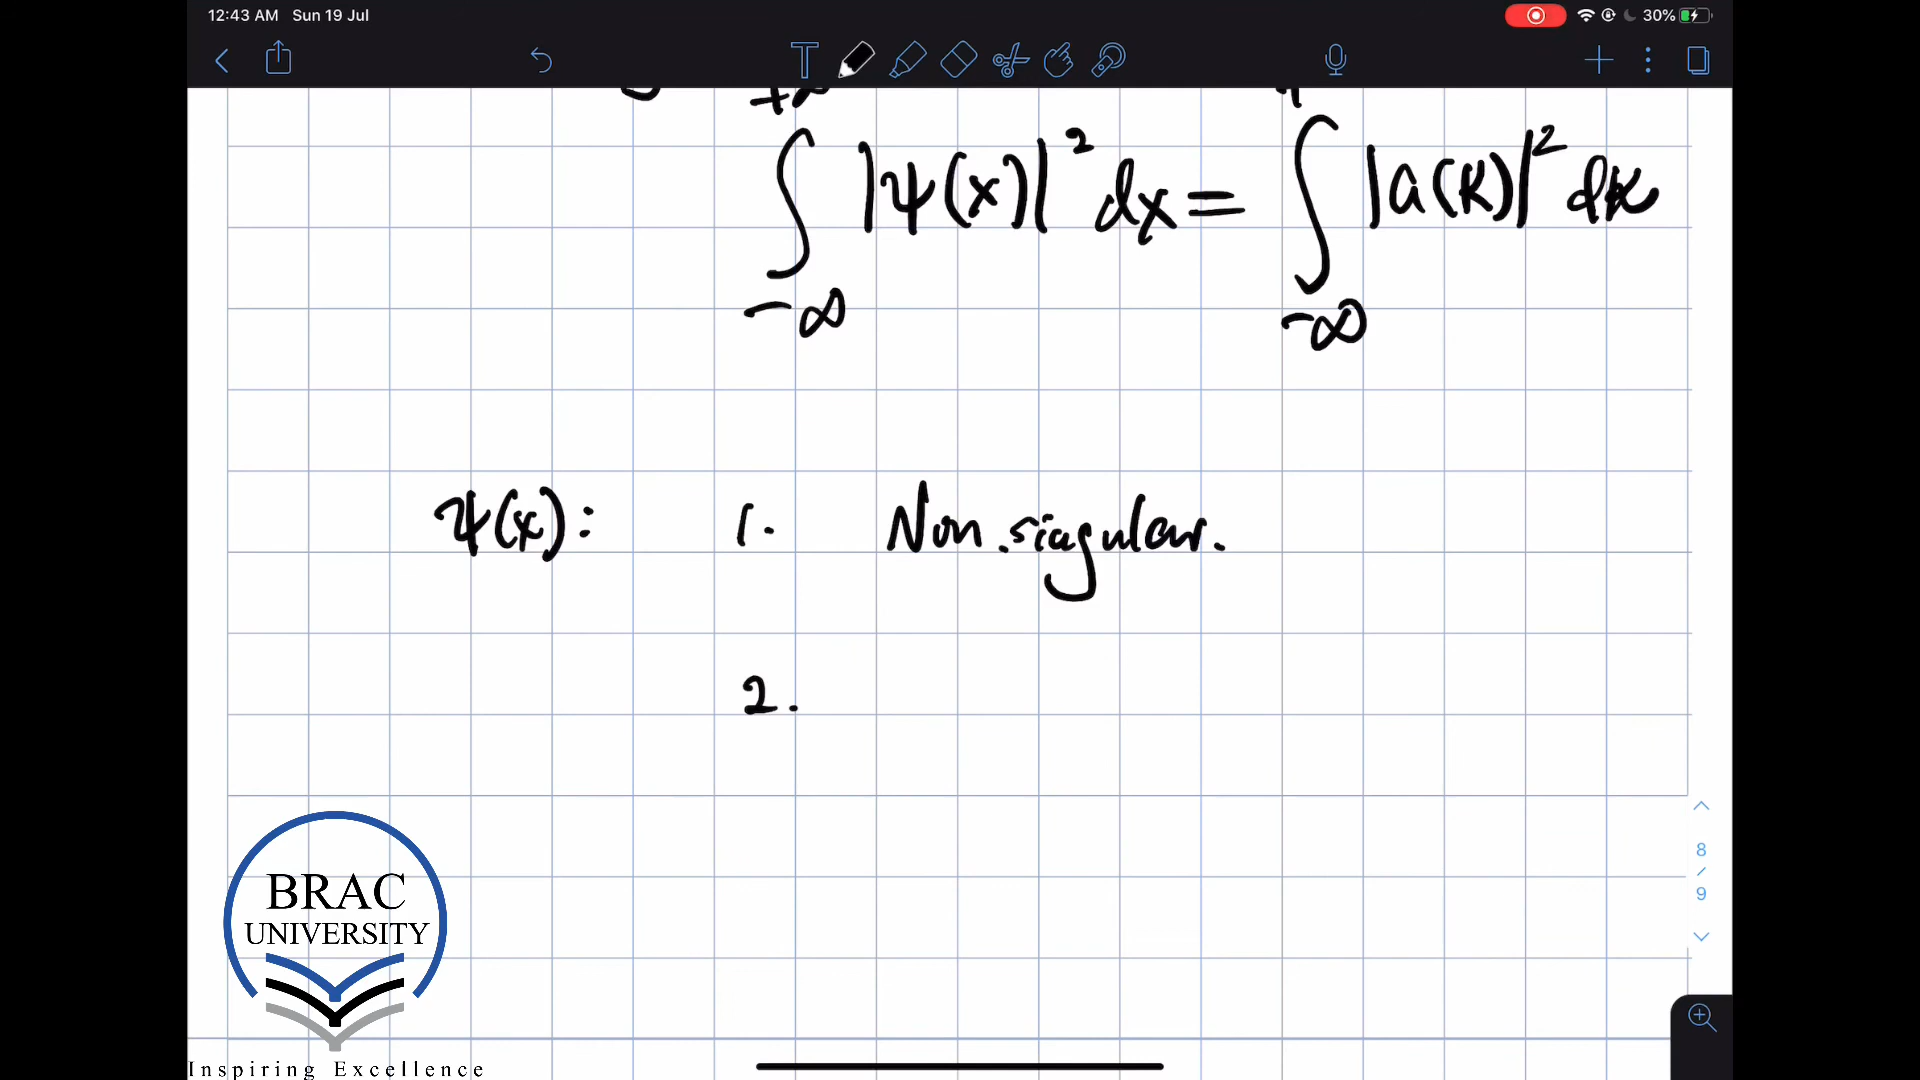 12:43 AM Sun 19 Jul 30%
T
+∞ +
∫ |ψ(x)|² dx = ∫ |a(k)|² dk
-∞ -∞
ψ(x): 1. Non singular.
2.
8
/
9
BRAC
UNIVERSITY
Inspiring Excellence